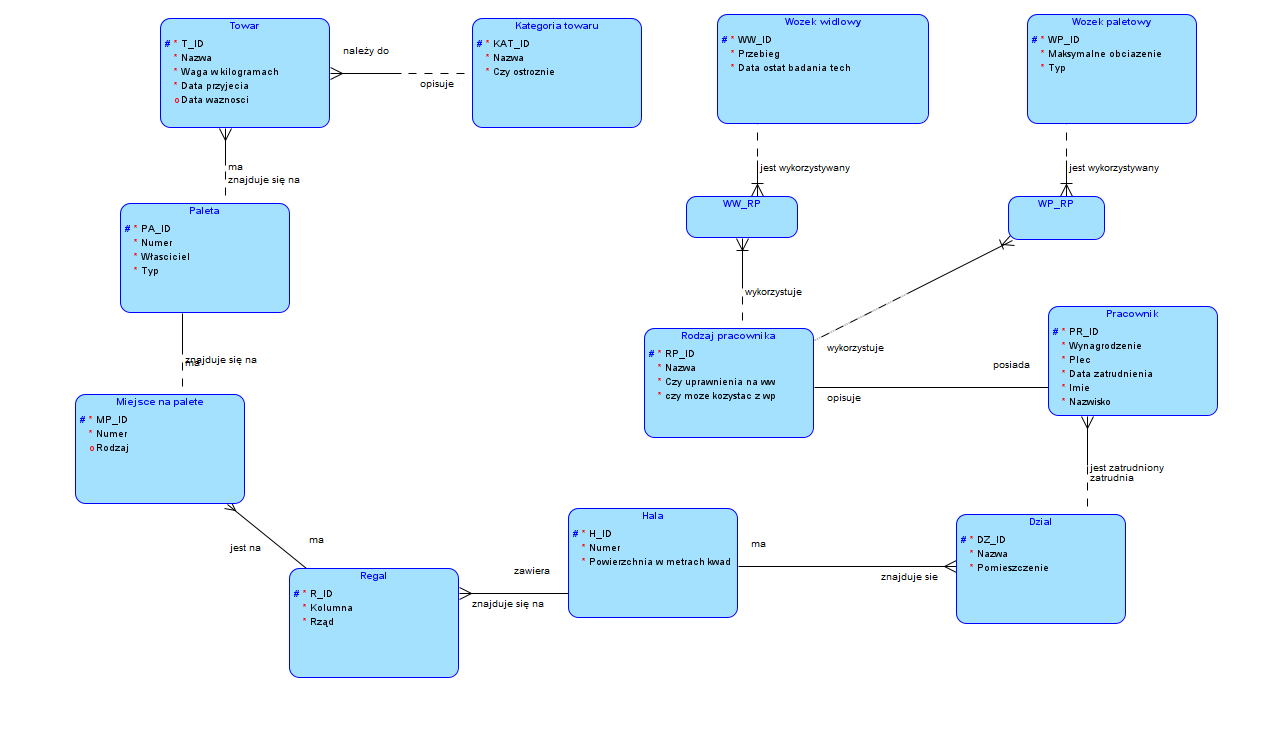 Towar
# * T_ID
* Nazwa
* Waga w kilogramach
* Data przyjecia
o Data waznosci
należy do
opisuje
Kategoria towaru
# * KAT_ID
* Nazwa
* Czy ostroznie
Wozek widlowy
# * WW_ID
* Przebieg
* Data ostat badania tech
Wozek paletowy
# * WP_ID
* Maksymalne obciazenie
* Typ
ma
znajduje się na
jest wykorzystywany
jest wykorzystywany
Paleta
# * PA_ID
* Numer
* Własciciel
* Typ
WW_RP
WP_RP
wykorzystuje
wykorzystuje
znajduje się na
ma
Rodzaj pracownika
# * RP_ID
* Nazwa
* Czy uprawnienia na ww
* czy moze kozystac z wp
posiada
opisuje
Pracownik
# * PR_ID
* Wynagrodzenie
* Plec
* Data zatrudnienia
* Imie
* Nazwisko
Miejsce na palete
# * MP_ID
* Numer
o Rodzaj
jest zatrudniony
zatrudnia
jest na
ma
Hala
# * H_ID
* Numer
* Powierzchnia w metrach kwad
ma
znajduje sie
Dzial
# * DZ_ID
* Nazwa
* Pomieszczenie
zawiera
znajduje się na
Regal
# * R_ID
* Kolumna
* Rząd